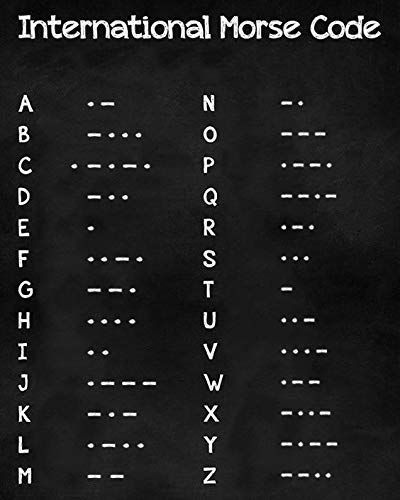 International Morse Code
A •– N –•
B –••• O –––
C •–•–• P •––•
D –•• Q ––•–
E • R •–•
F ••–• S •••
G ––• T –
H •••• U ••–
I •• V •••–
J •––– W •––
K –•– X –••–
L •–•• Y –•––
M –– Z ––••